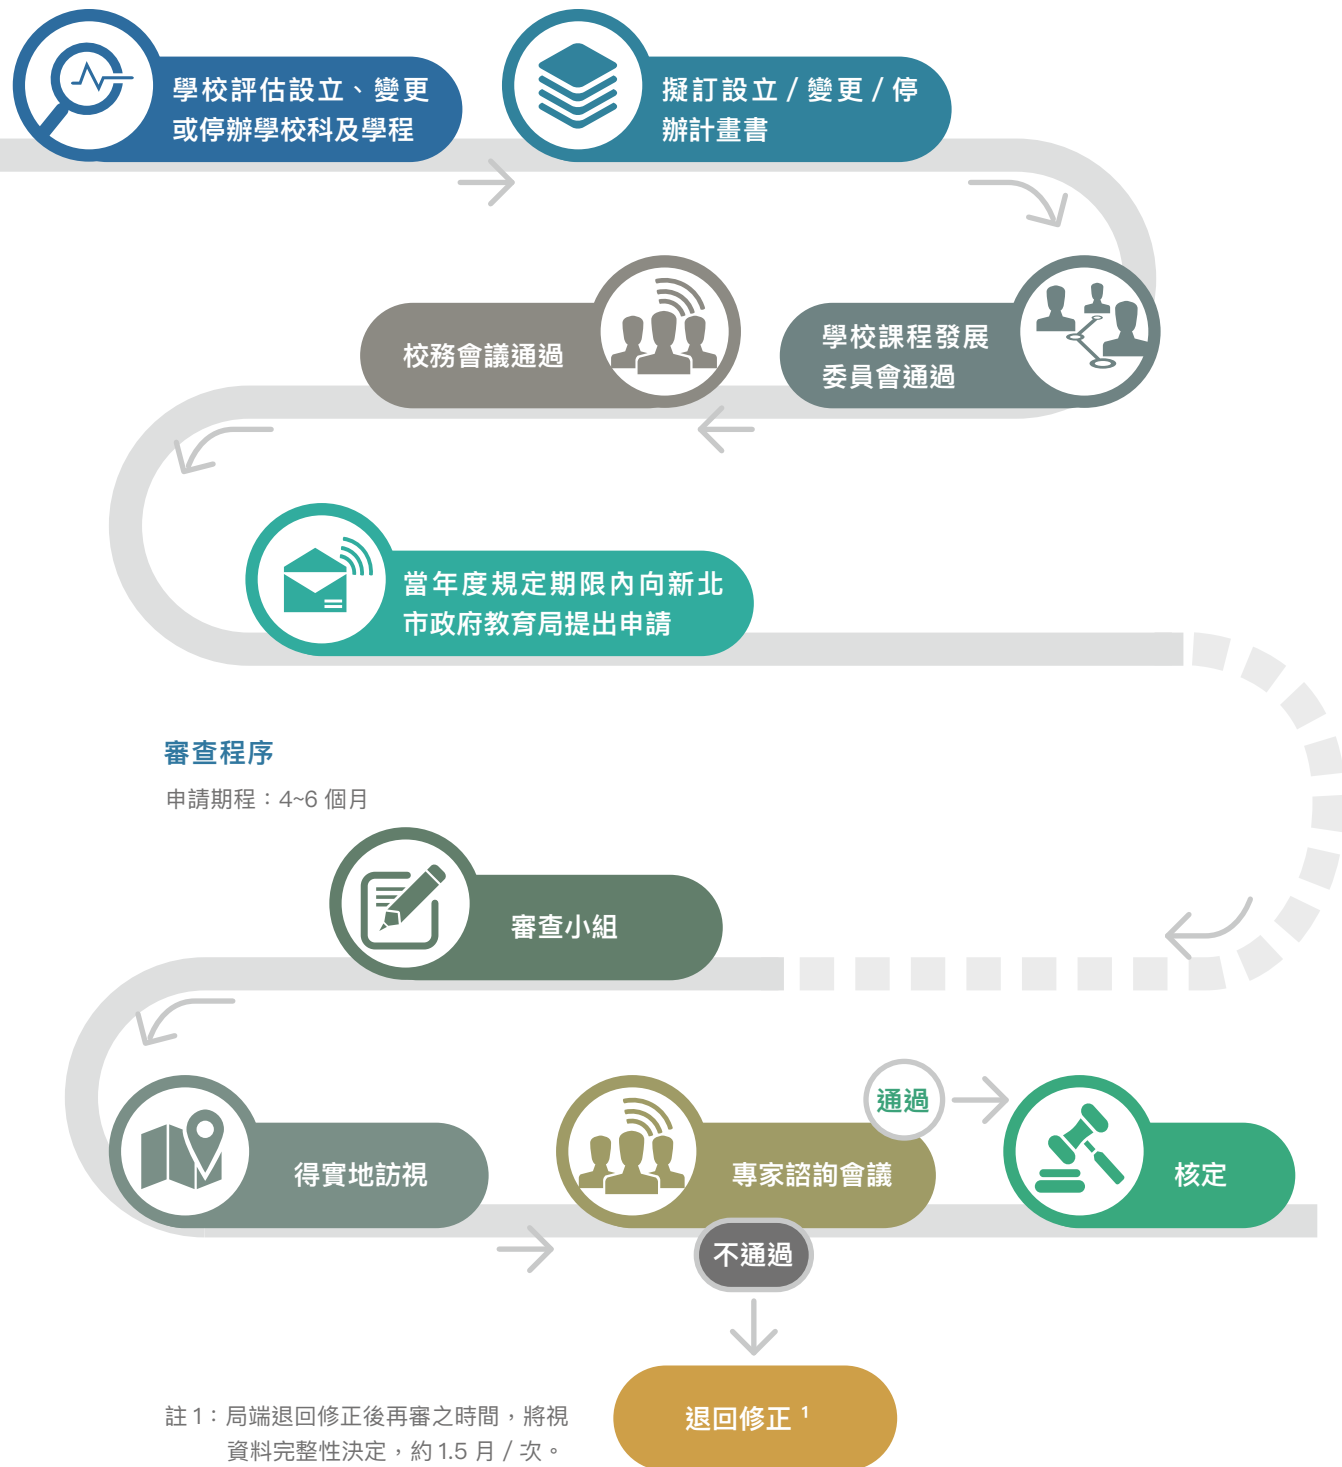 學校評估設立、變更
或停辦學校科及學程
擬訂設立 / 變更 / 停
辦計畫書
學校課程發展
委員會通過
校務會議通過
當年度規定期限內向新北
市政府教育局提出申請
審查程序
申請期程：4~6 個月
審查小組
得實地訪視
專家諮詢會議
通過
核定
不通過
退回修正 1
註 1：局端退回修正後再審之時間，將視
資料完整性決定，約 1.5 月 / 次。